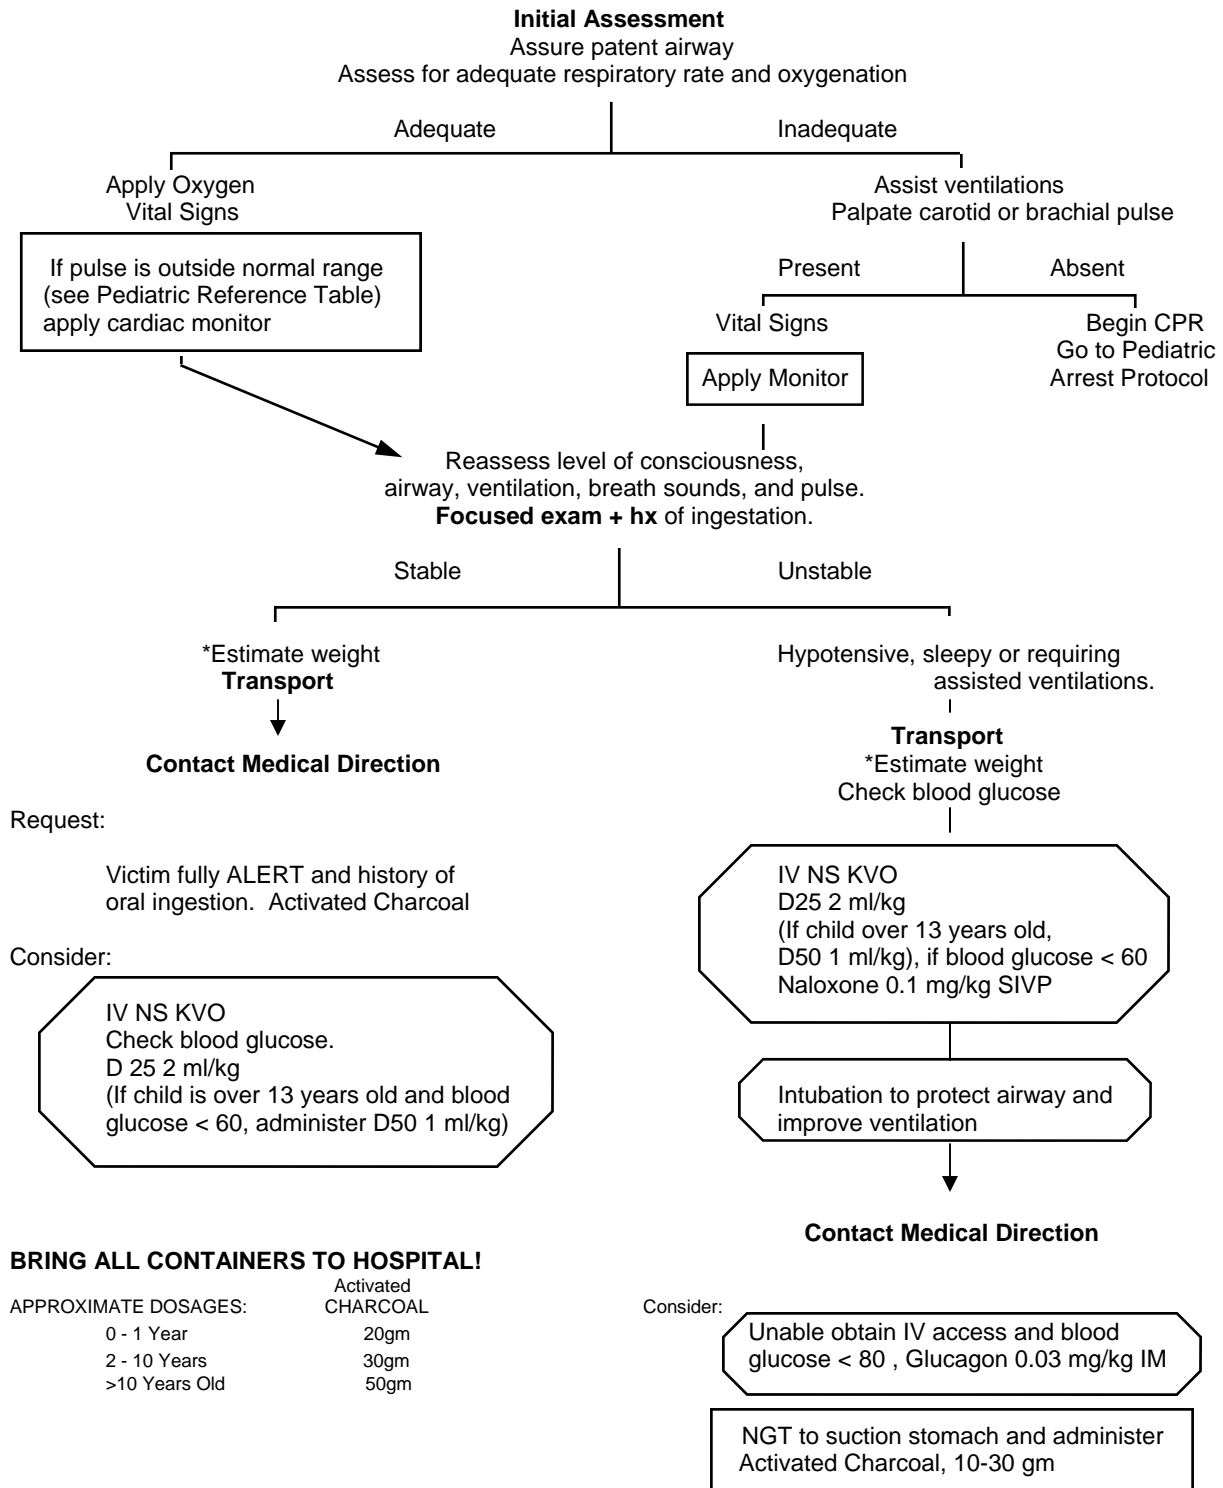 Initial Assessment
Assure patent airway
Assess for adequate respiratory rate and oxygenation
Adequate
Inadequate
Apply Oxygen
Vital Signs
If pulse is outside normal range
(see Pediatric Reference Table)
apply cardiac monitor
Assist ventilations
Palpate carotid or brachial pulse
Present
Absent
Vital Signs
Apply Monitor
Begin CPR
Go to Pediatric
Arrest Protocol
Reassess level of consciousness,
airway, ventilation, breath sounds, and pulse.
Focused exam + hx of ingestation.
Stable
Unstable
*Estimate weight
Transport
Contact Medical Direction
Request:
Victim fully ALERT and history of
oral ingestion. Activated Charcoal
Consider:
IV NS KVO
Check blood glucose.
D 25 2 ml/kg
(If child is over 13 years old and blood
glucose < 60, administer D50 1 ml/kg)
Hypotensive, sleepy or requiring
assisted ventilations.
Transport
*Estimate weight
Check blood glucose
IV NS KVO
D25 2 ml/kg
(If child over 13 years old,
D50 1 ml/kg), if blood glucose < 60
Naloxone 0.1 mg/kg SIVP
Intubation to protect airway and
improve ventilation
Contact Medical Direction
BRING ALL CONTAINERS TO HOSPITAL!
Activated
APPROXIMATE DOSAGES: CHARCOAL
0 - 1 Year 20gm
2 - 10 Years 30gm
>10 Years Old 50gm
Consider:
Unable obtain IV access and blood
glucose < 80 , Glucagon 0.03 mg/kg IM
NGT to suction stomach and administer
Activated Charcoal, 10-30 gm